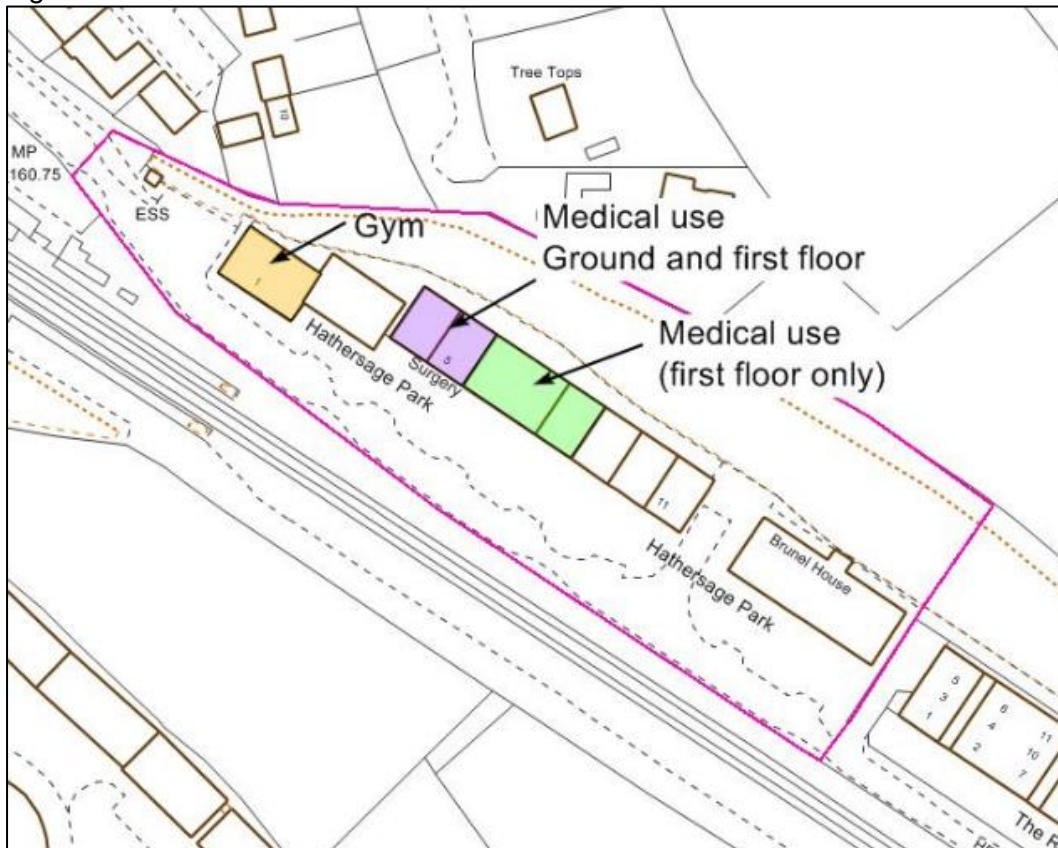 Tree Tops
MP
160.75
ESS
Gym
Medical use
Ground and first floor
Medical use
(first floor only)
1
5
Surgery
Hathersage Park
11
Hathersage Park
Brunel House
5
3
1
6
4
2
11
10
7